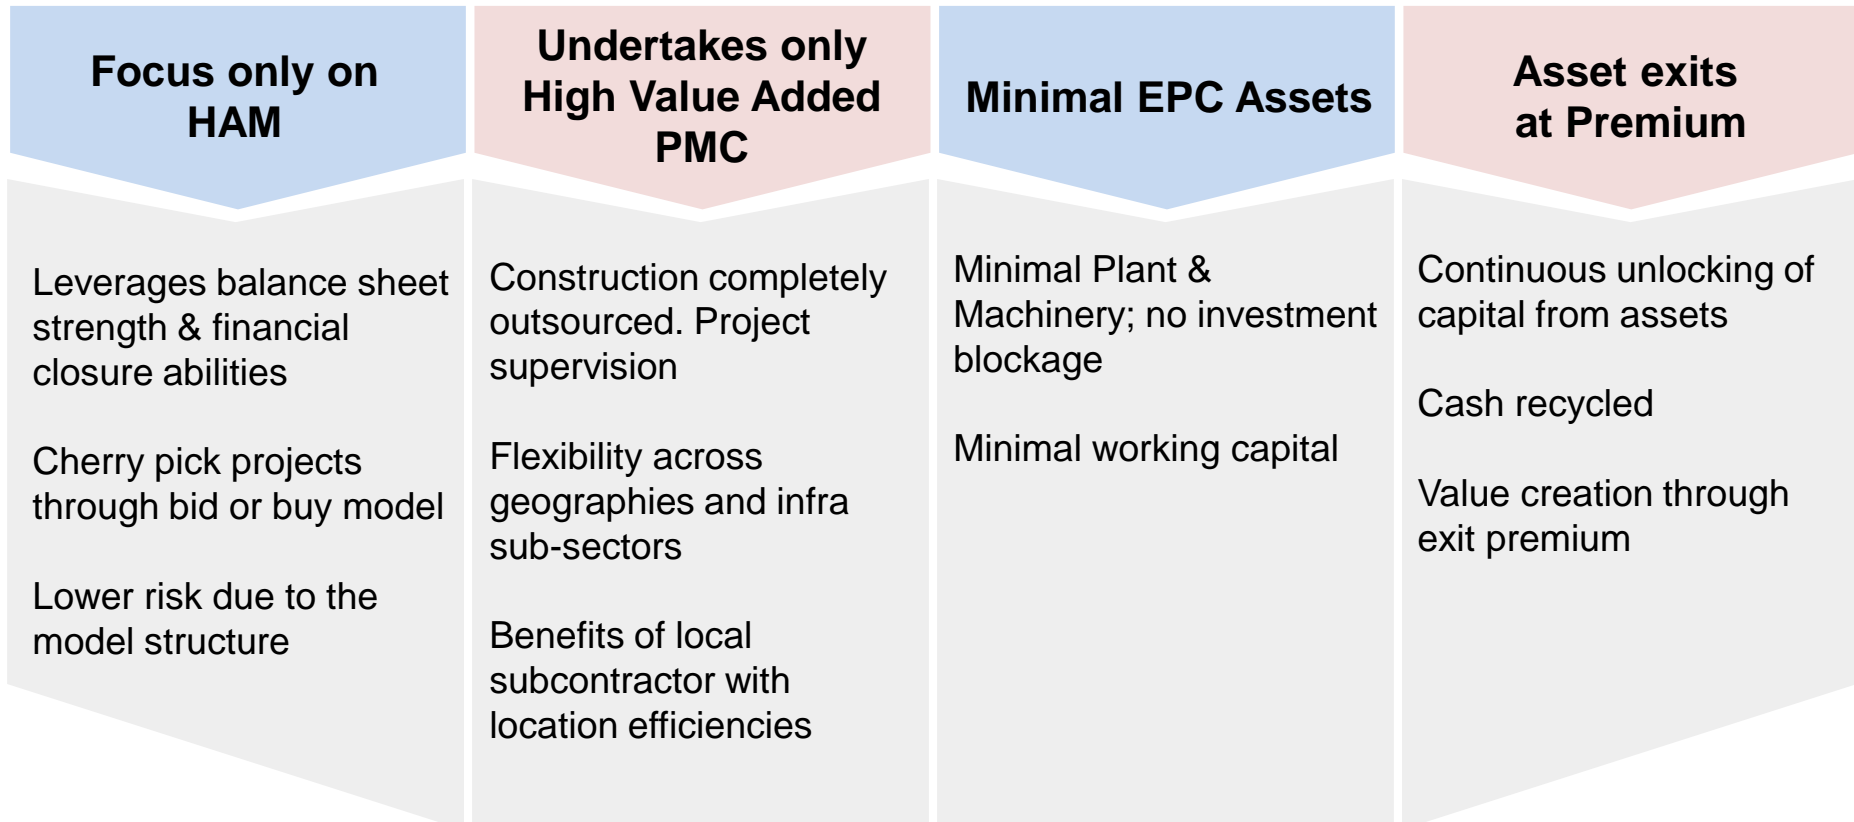 Focus only on
HAM
Leverages balance sheet
strength & financial
closure abilities
Cherry pick projects
through bid or buy model
Lower risk due to the
model structure
Undertakes only
High Value Added
PMC
Construction completely
outsourced. Project
supervision
Flexibility across
geographies and infra
sub-sectors
Benefits of local
subcontractor with
location efficiencies
Minimal EPC Assets
Minimal Plant &
Machinery; no investment
blockage
Minimal working capital
Asset exits
at Premium
Continuous unlocking of
capital from assets
Cash recycled
Value creation through
exit premium